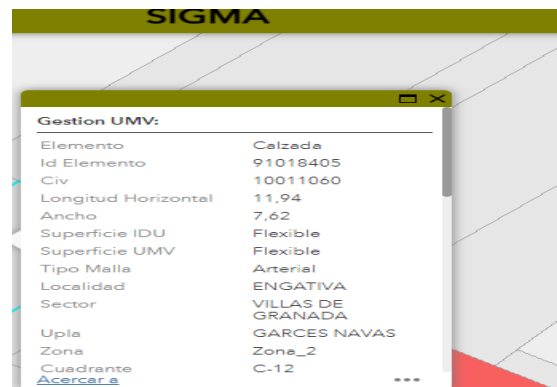 SIGMA
Gestion UMV:
Elemento Calzada
Id Elemento 91018405
Civ 10011060
Longitud Horizontal 11,94
Ancho 7,62
Superficie IDU Flexible
Superficie UMV Flexible
Tipo Malla Arterial
Localidad ENGATIVA
Sector VILLAS DE
GRANADA
Upla GARCES NAVAS
Zona Zona_2
Cuadrante C-12
Acercar a